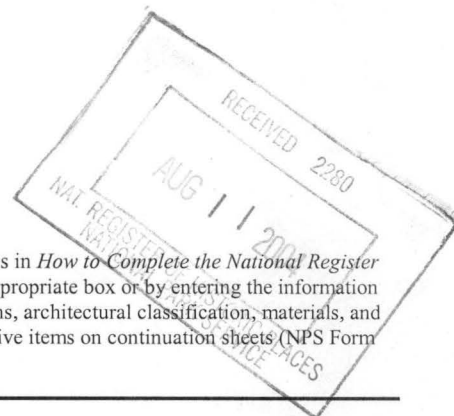 RECEIVED 2280
AUG 11 2004
NAT. REGISTER OF HISTORIC PLACES
NATIONAL PARK SERVICE
s in How to Complete the National Register
propriate box or by entering the information
ns, architectural classification, materials, and
ive items on continuation sheets (NPS Form